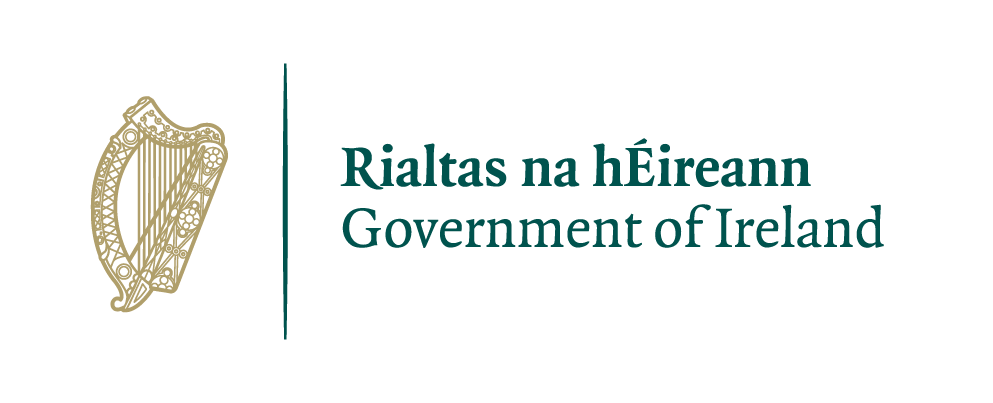 Rialtas na hÉireann
Government of Ireland